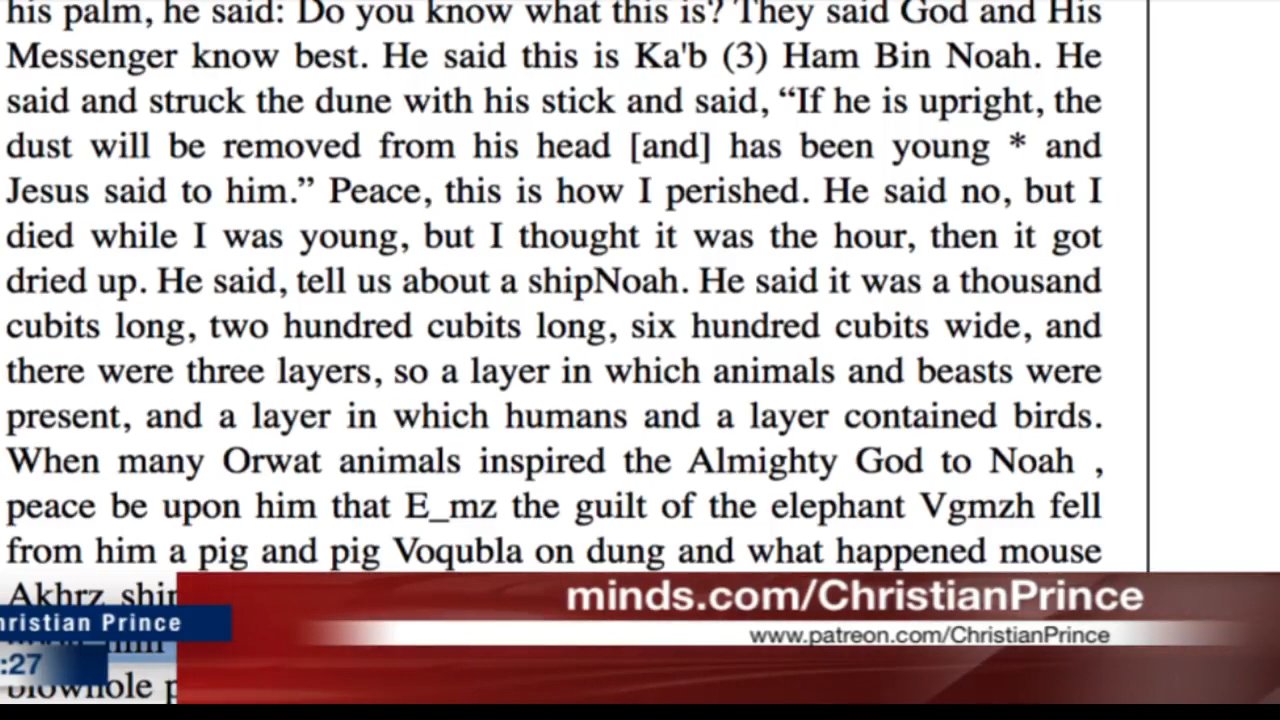 his palm, he said: Do you know what this is? They said God and His
Messenger know best. He said this is Ka'b (3) Ham Bin Noah. He
said and struck the dune with his stick and said, “If he is upright, the
dust will be removed from his head [and] has been young * and
Jesus said to him.” Peace, this is how I perished. He said no, but I
died while I was young, but I thought it was the hour, then it got
dried up. He said, tell us about a shipNoah. He said it was a thousand
cubits long, two hundred cubits long, six hundred cubits wide, and
there were three layers, so a layer in which animals and beasts were
present, and a layer in which humans and a layer contained birds.
When many Orwat animals inspired the Almighty God to Noah ,
peace be upon him that E_mz the guilt of the elephant Vgmzh fell
from him a pig and pig Voqubla on dung and what happened mouse
Akhrz
minds.com/ChristianPrince
hristian Prince
www.patreon.com/ChristianPrince
:27
blowhole